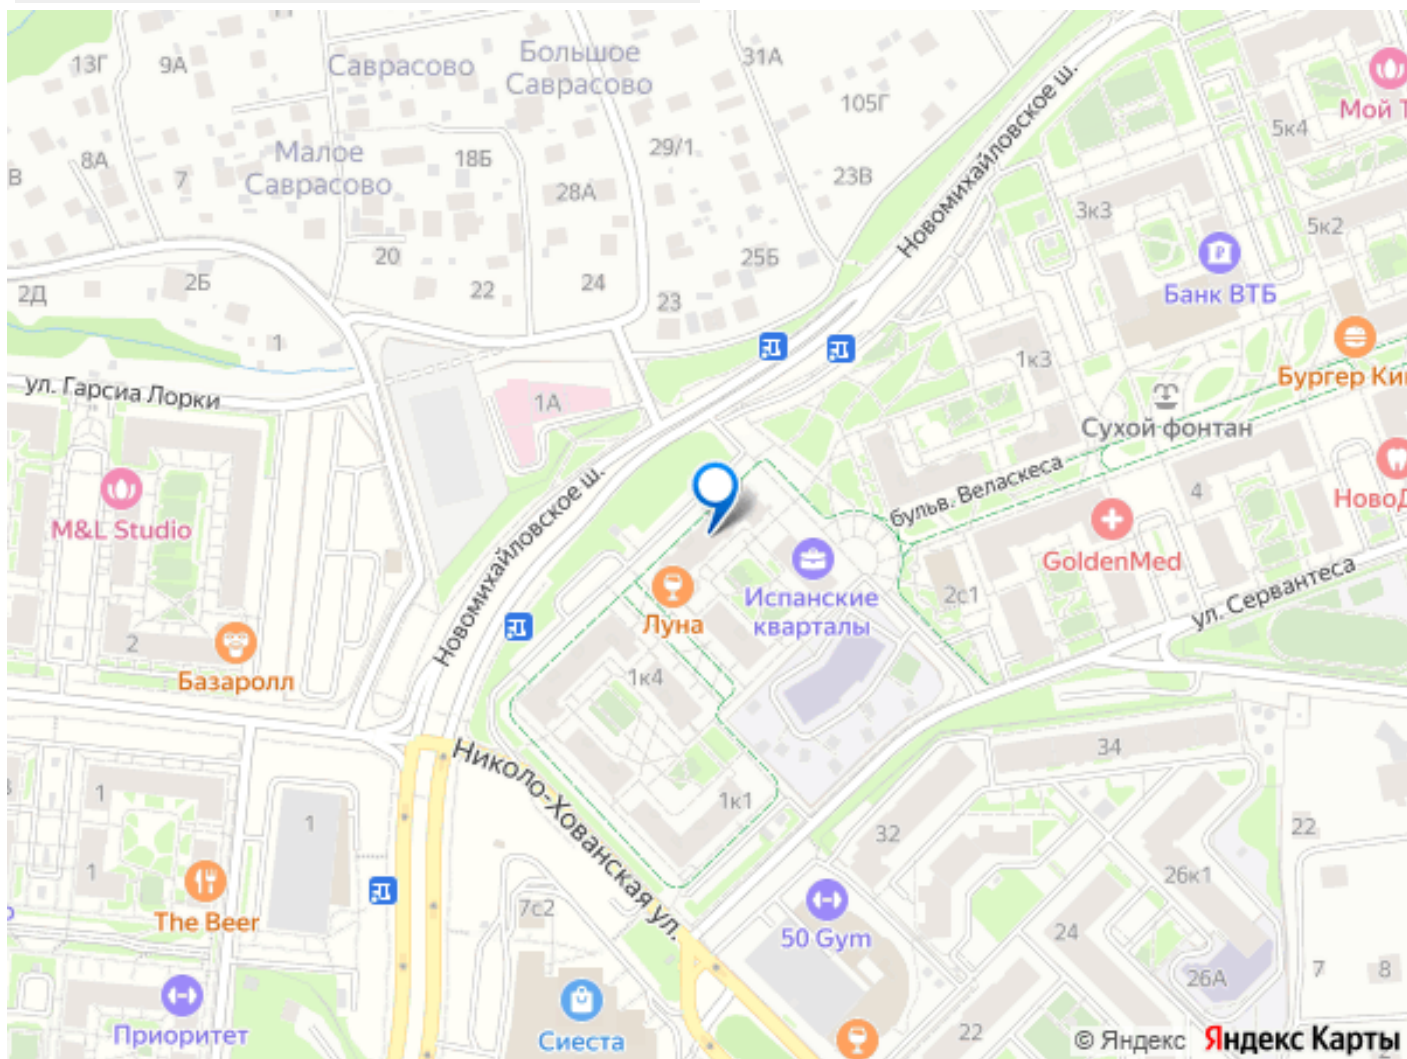 Большое
Саврасово
Саврасово
31А
13Г
9А
105Г
Мой
5к4
29/1
18Б
Малое
Саврасово
8А
В
7
28А
23В
Новомихайловское ш.
3к3
5к2
20
25Б
Банк ВТБ
2Д
2Б
22
24
23
1
1к3
Бургер Ки
ул. Гарсиа Лорки
1А
Сухой фонтан
бульв. Веласкеса
4
M&L Studio
НовоД
GoldenMed
Новомихайловское ш.
Испанские
кварталы
2с1
ул. Сервантеса
Луна
2
Базаролл
1к4
34
Николо-Хованская ул.
1
1к1
1
32
22
1
26к1
The Beer
7с2
50 Gym
24
26А
7
8
Приоритет
Сиеста
22
© Яндекс Яндекс Карты